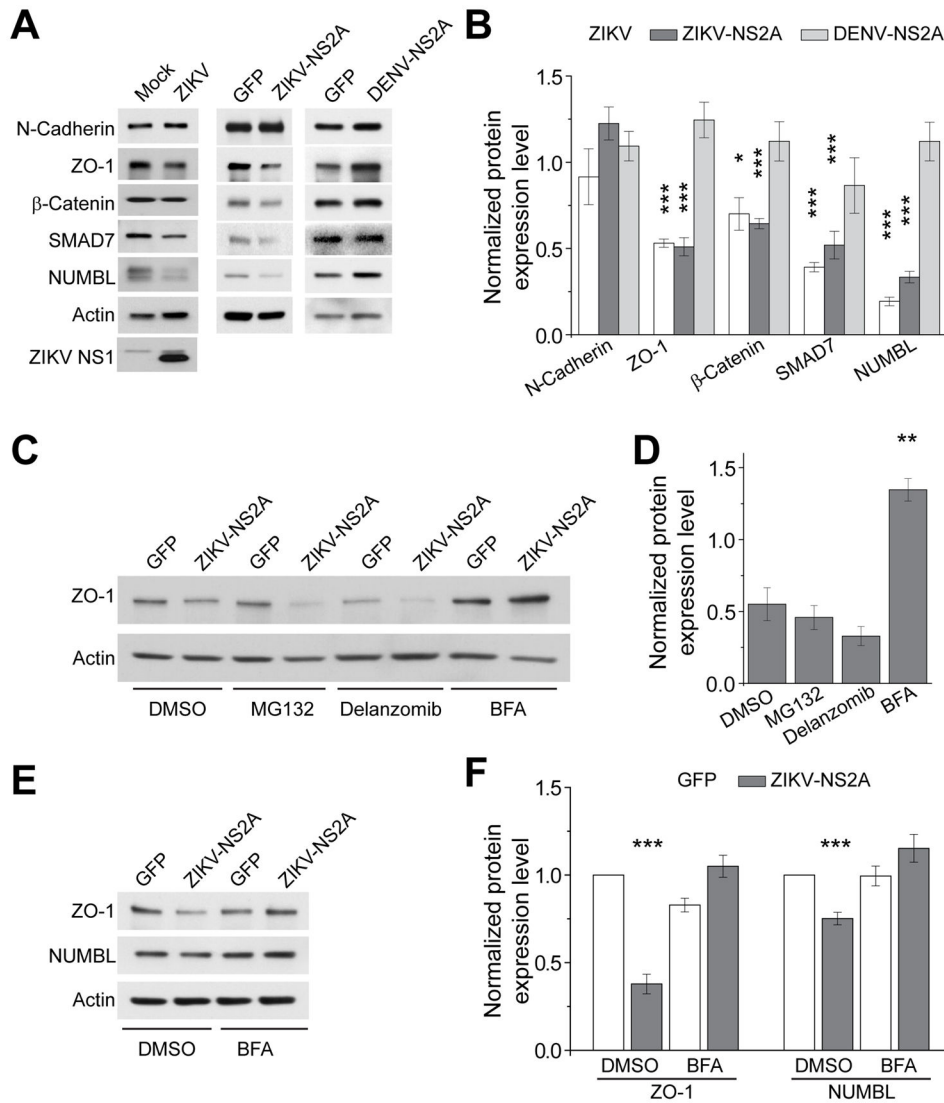 A
Mock
ZIKV
GFP
ZIKV-NS2A
GFP
DENV-NS2A
N-Cadherin
ZO-1
β-Catenin
SMAD7
NUMBL
Actin
ZIKV NS1
B
ZIKV ZIKV-NS2A DENV-NS2A
Normalized protein
expression level
1.5
1.0
0.5
0.0
*** *** * *** *** *** *** ***
N-Cadherin
ZO-1
β-Catenin
SMAD7
NUMBL
C
GFP
ZIKV-NS2A
GFP
ZIKV-NS2A
GFP
ZIKV-NS2A
GFP
ZIKV-NS2A
ZO-1
Actin
DMSO MG132 Delanzomib BFA
D
Normalized protein
expression level
1.5
1.0
0.5
0.0
**
DMSO
MG132
Delanzomib
BFA
E
GFP
ZIKV-NS2A
GFP
ZIKV-NS2A
ZO-1
NUMBL
Actin
DMSO BFA
F
GFP ZIKV-NS2A
Normalized protein
expression level
1.5
1.0
0.5
0.0
*** ***
DMSO BFA DMSO BFA
ZO-1 NUMBL